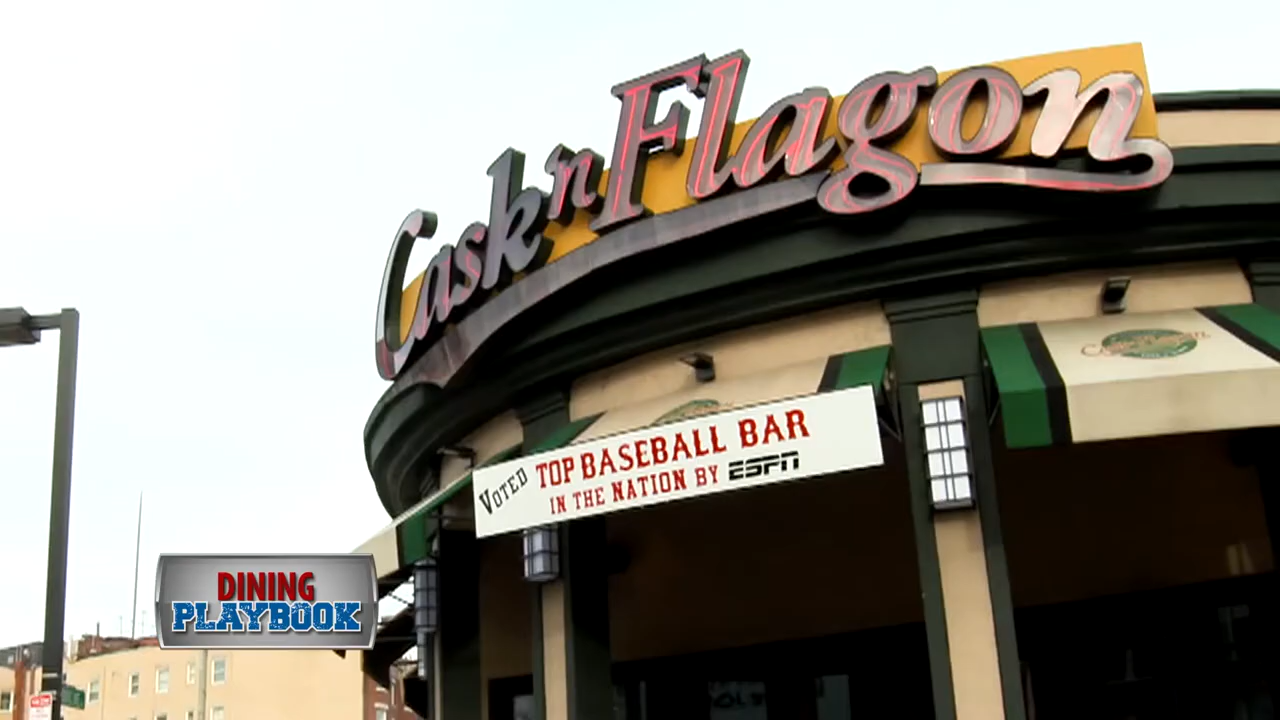 Cask 'n Flagon
VOTED TOP BASEBALL BAR
IN THE NATION BY ESPN
DINING
PLAYBOOK